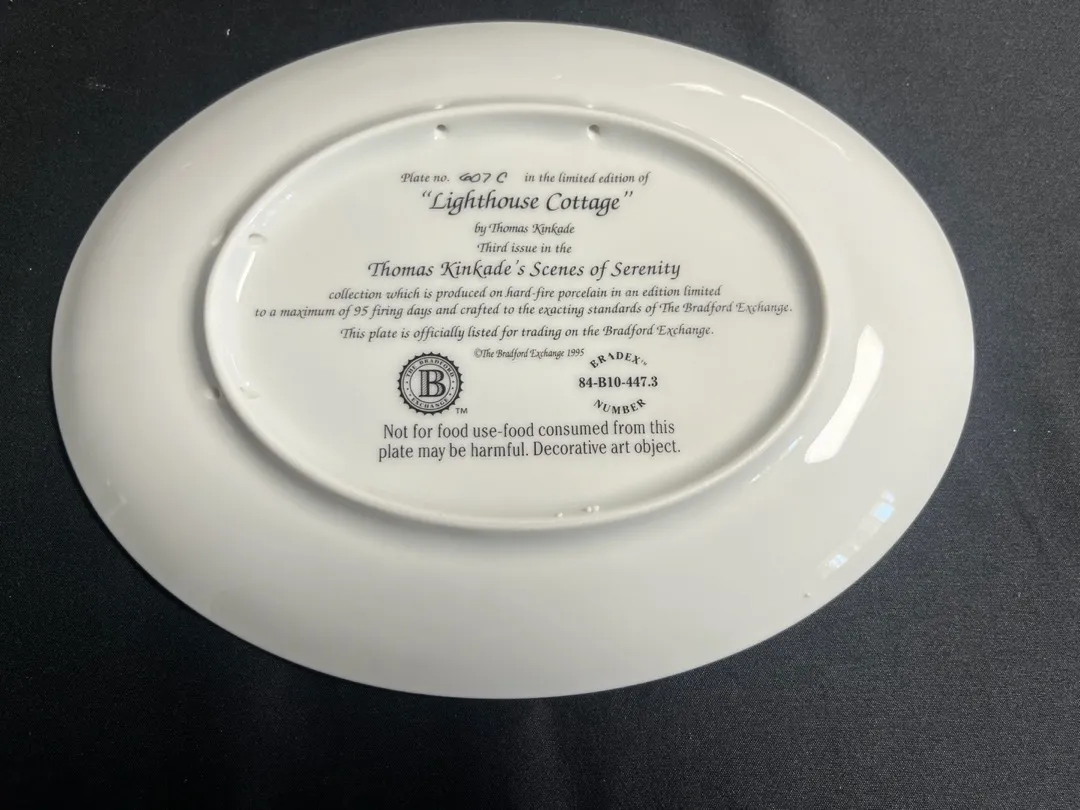 Plate no. 607 C in the limited edition of
"Lighthouse Cottage"
by Thomas Kinkade
Third issue in the
Thomas Kinkade's Scenes of Serenity
collection which is produced on hard-fire porcelain in an edition limited
to a maximum of 95 firing days and crafted to the exacting standards of The Bradford Exchange.
This plate is officially listed for trading on the Bradford Exchange.
©The Bradford Exchange 1995
THE BRADFORD
B
EXCHANGE
TM
BRADEX™
84-B10-447.3
NUMBER
Not for food use-food consumed from this
plate may be harmful. Decorative art object.